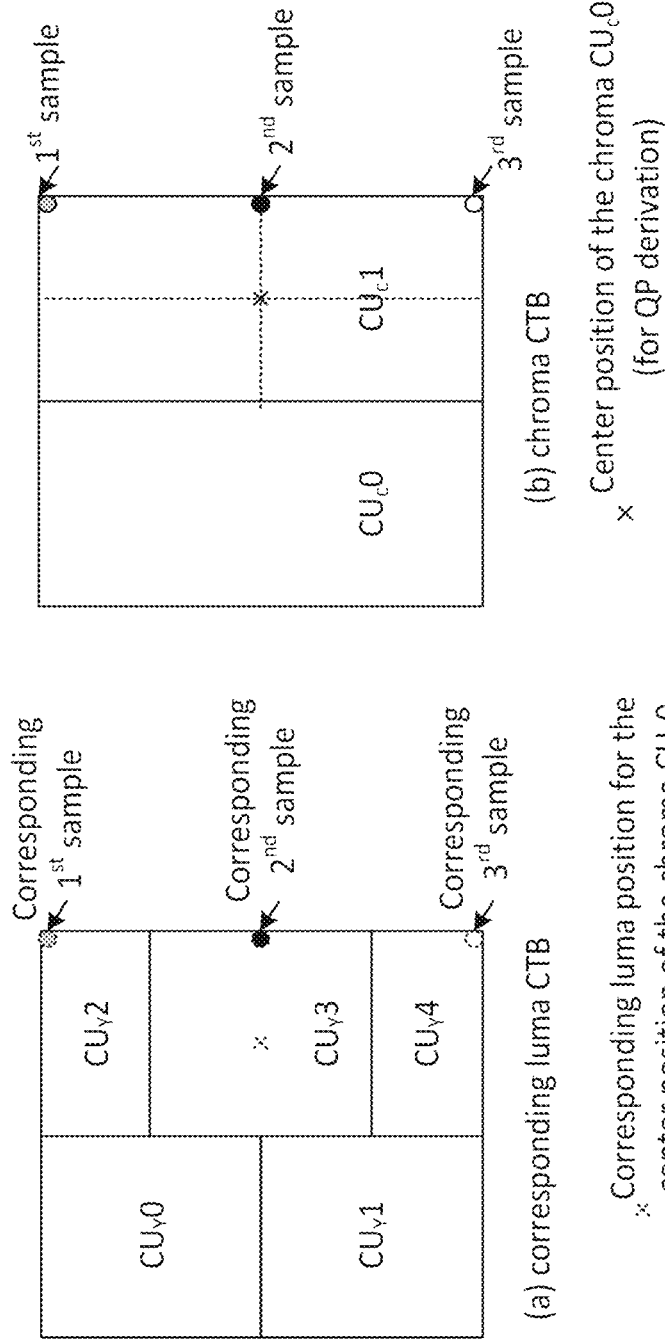 Corresponding
1st sample
CUY0
CUY2
Corresponding
2nd sample
×
CUY3
CUY1
CUY4
Corresponding
3rd sample
(a) corresponding luma CTB
× Corresponding luma position for the
center position of the chroma CUc0
1st sample
2nd sample
×
CUc0
CUc1
3rd sample
(b) chroma CTB
× Center position of the chroma CUc0
(for QP derivation)